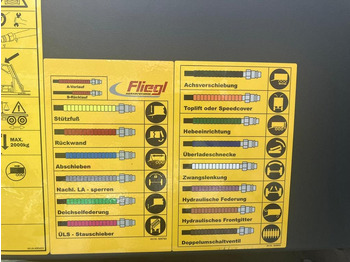 MAX.
2000kg
A-Vorlauf
B-Rücklauf
Fliegl
Stützfuß
Rückwand
Abschieben
Nachl. LA - sperren
Deichselfederung
ÜLS - Stauschieber
Achsverschiebung
Toplift oder Speedcover
Hebeeinrichtung
Überladeschnecke
Zwangslenkung
Hydraulische Federung
Hydraulisches Frontgitter
Doppelumschaltventil